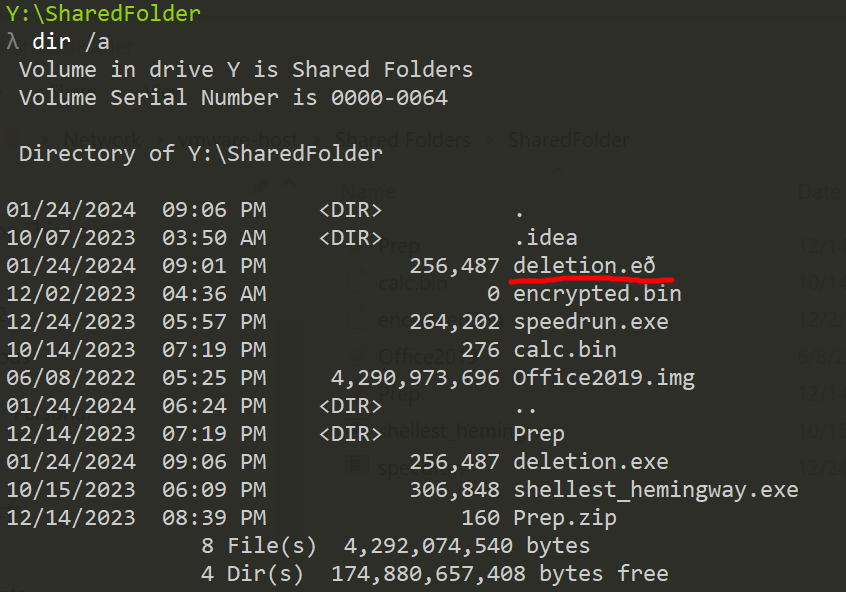 Y:\SharedFolder
λ dir /a
Volume in drive Y is Shared Folders
Volume Serial Number is 0000-0064
Directory of Y:\SharedFolder
01/24/2024 09:06 PM <DIR> .
10/07/2023 03:50 AM <DIR> .idea
01/24/2024 09:01 PM 256,487 deletion.eð
12/02/2023 04:36 AM 0 encrypted.bin
12/24/2023 05:57 PM 264,202 speedrun.exe
10/14/2023 07:19 PM 276 calc.bin
06/08/2022 05:25 PM 4,290,973,696 Office2019.img
01/24/2024 06:24 PM <DIR> ..
12/14/2023 07:19 PM <DIR> Prep
01/24/2024 09:06 PM 256,487 deletion.exe
10/15/2023 06:09 PM 306,848 shellest_hemingway.exe
12/14/2023 08:39 PM 160 Prep.zip
8 File(s) 4,292,074,540 bytes
4 Dir(s) 174,880,657,408 bytes free